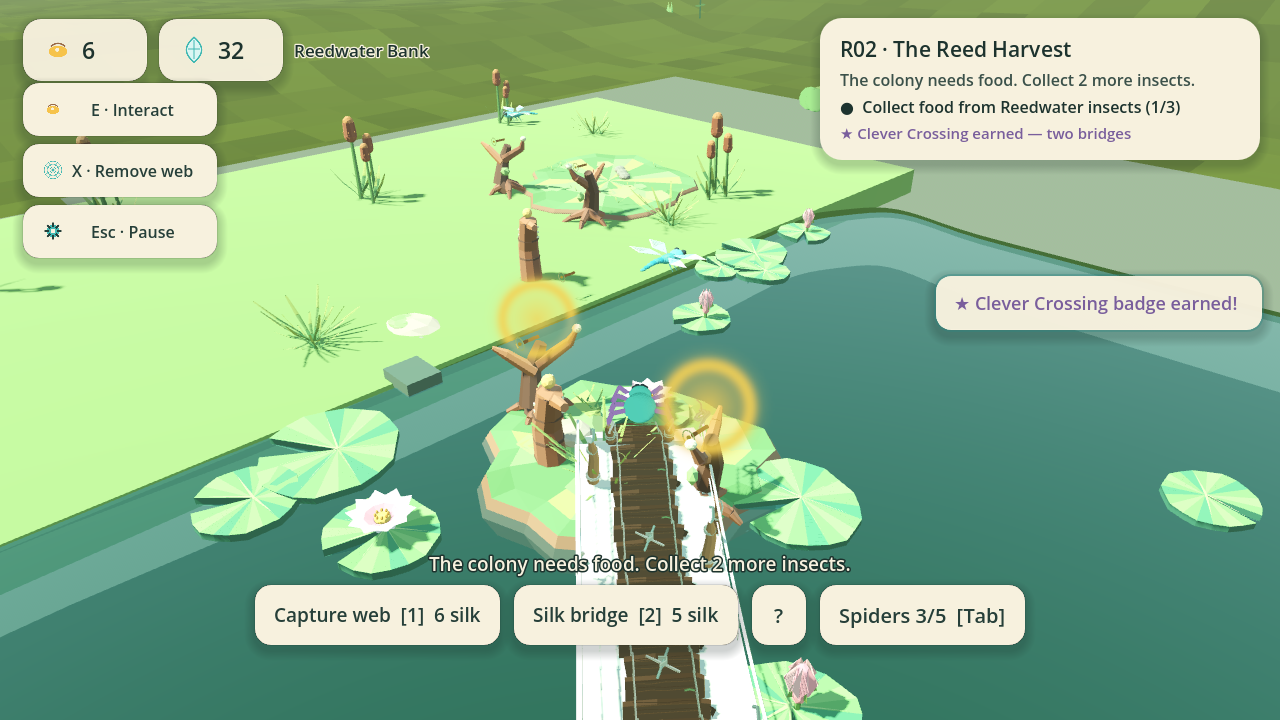 6
32
Reedwater Bank
E · Interact
X · Remove web
Esc · Pause
R02 · The Reed Harvest
The colony needs food. Collect 2 more insects.
● Collect food from Reedwater insects (1/3)
★ Clever Crossing earned — two bridges
★ Clever Crossing badge earned!
The colony needs food. Collect 2 more insects.
Capture web [1] 6 silk
Silk bridge [2] 5 silk
?
Spiders 3/5 [Tab]